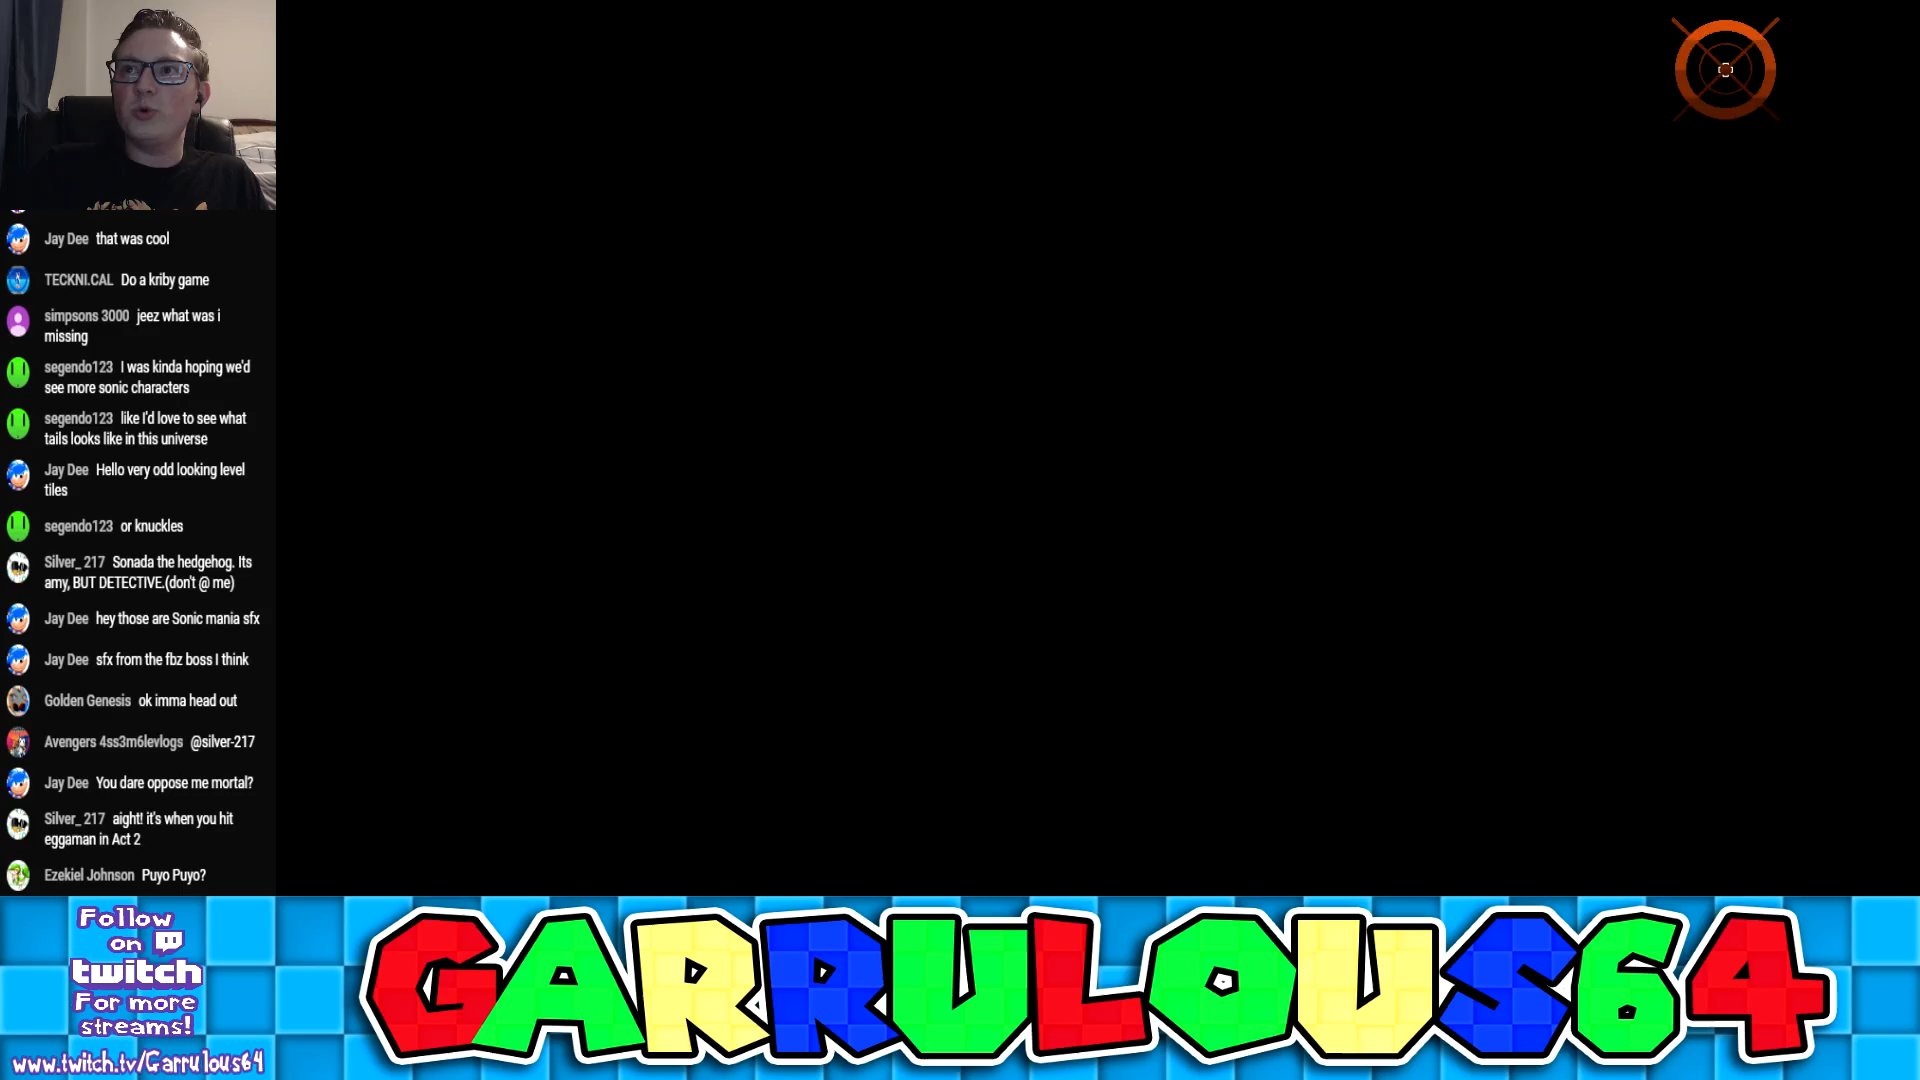 Jay Dee that was cool
TECKNI.CAL Do a kriby game
simpsons 3000 jeez what was i
missing
segendo123 I was kinda hoping we'd
see more sonic characters
segendo123 like I'd love to see what
tails looks like in this universe
Jay Dee Hello very odd looking level
tiles
segendo123 or knuckles
Silver_ 217 Sonada the hedgehog. Its
amy, BUT DETECTIVE.(don't @ me)
Jay Dee hey those are Sonic mania sfx
Jay Dee sfx from the fbz boss I think
Golden Genesis ok imma head out
Avengers 4ss3m6levlogs @silver-217
Jay Dee You dare oppose me mortal?
Silver_ 217 aight! it's when you hit
eggaman in Act 2
Ezekiel Johnson Puyo Puyo?
Follow
on
twitch
For more
streams!
www.twitch.tv/Garrulous64
GARRULOUS64